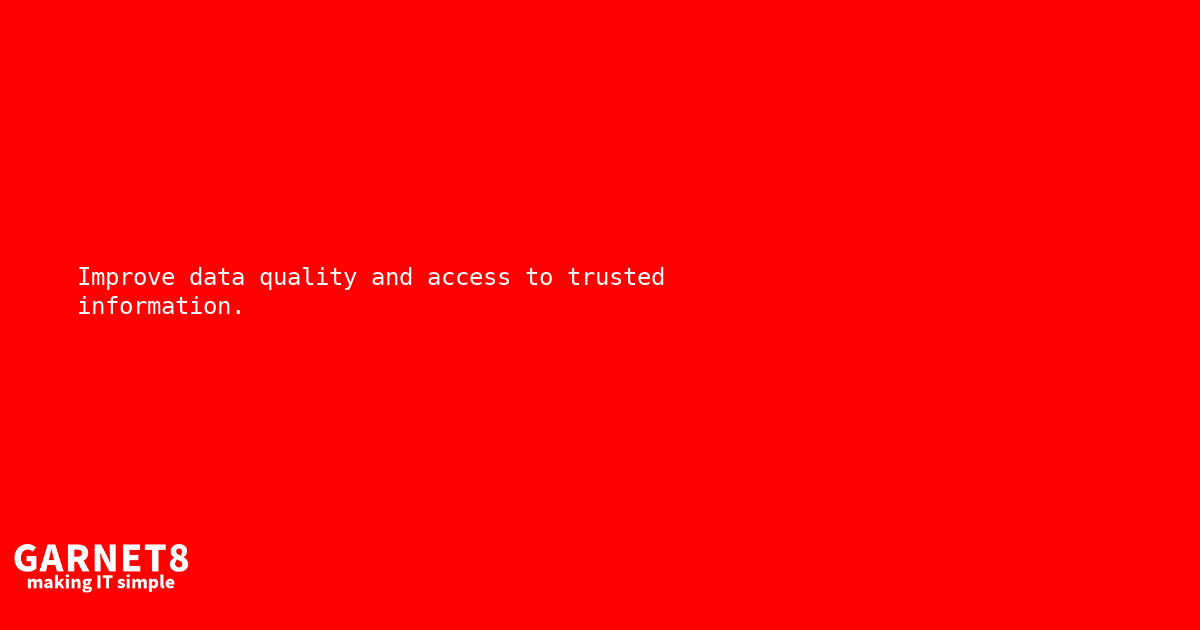 Improve data quality and access to trusted
information.
GARNET8
making IT simple